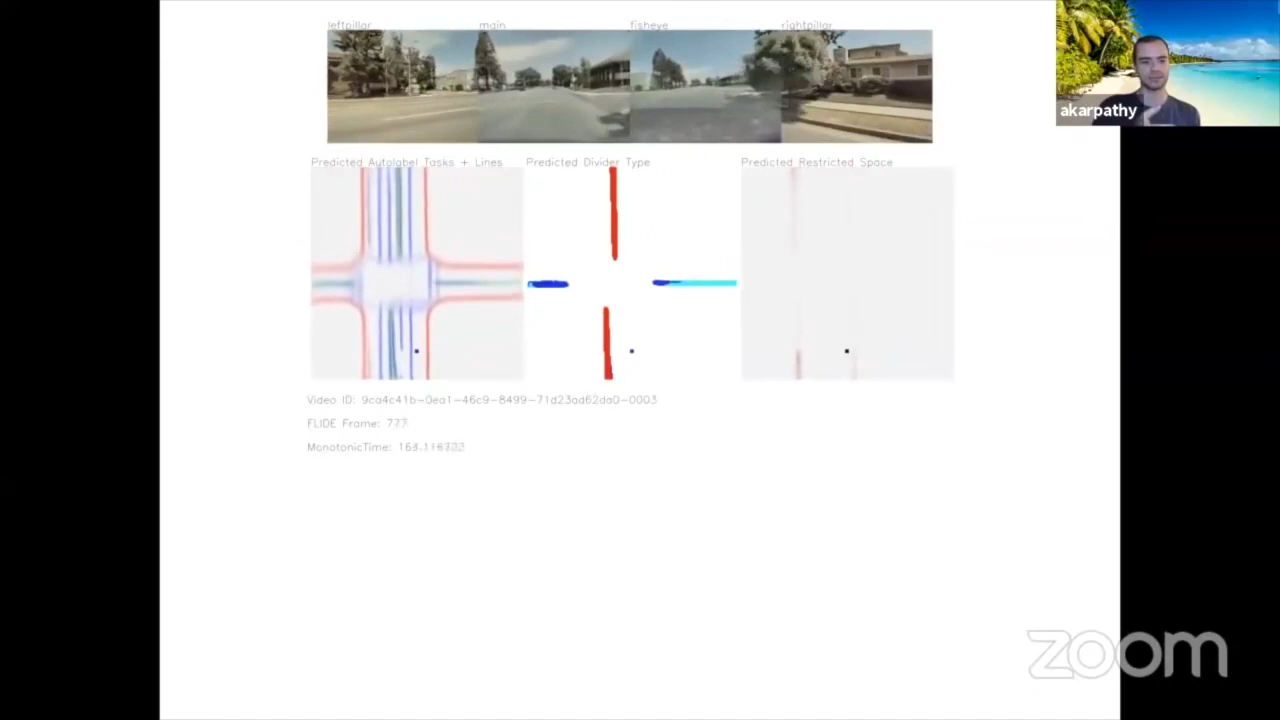 leftpillar main fisheye rightpillar
akarpathy
Predicted Autolabel Tasks + Lines Predicted Divider Type Predicted Restricted Space
Video ID: 9ca4c41b-0ea1-46c9-8499-71d23ad62da0-0003
FLIDE Frame:
MonotonicTime:
zoom